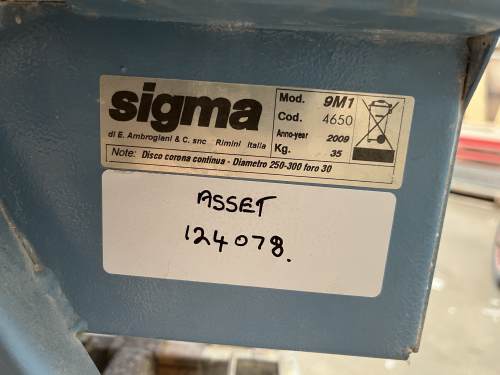 sigma
di E. Ambrogiani & C. snc Rimini Italia
Mod. 9M1
Cod. 4650
Anno-year 2009
Kg. 35
Note: Disco corona continua - Diametro 250-300 foro 30
ASSET
124078.